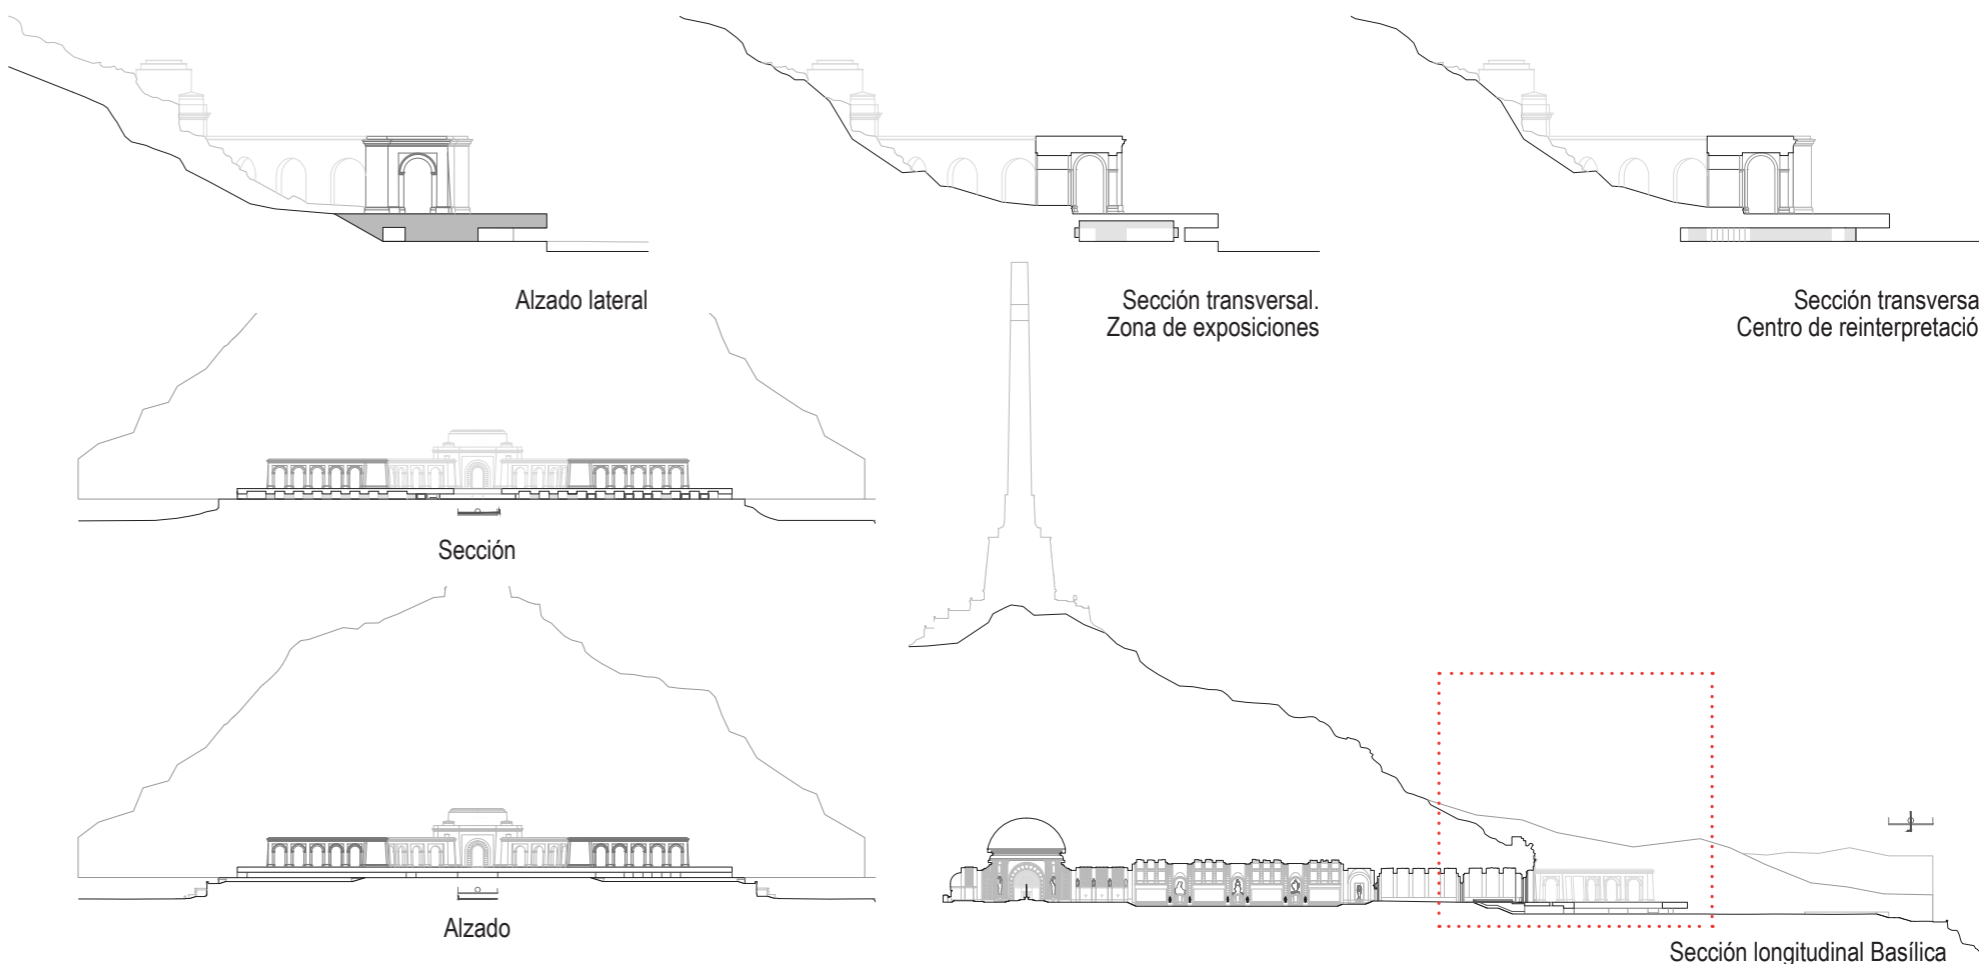 Alzado lateral
Sección transversal.
Zona de exposiciones
Sección transversa
Centro de reinterpretació
Sección
Alzado
Sección longitudinal Basílica